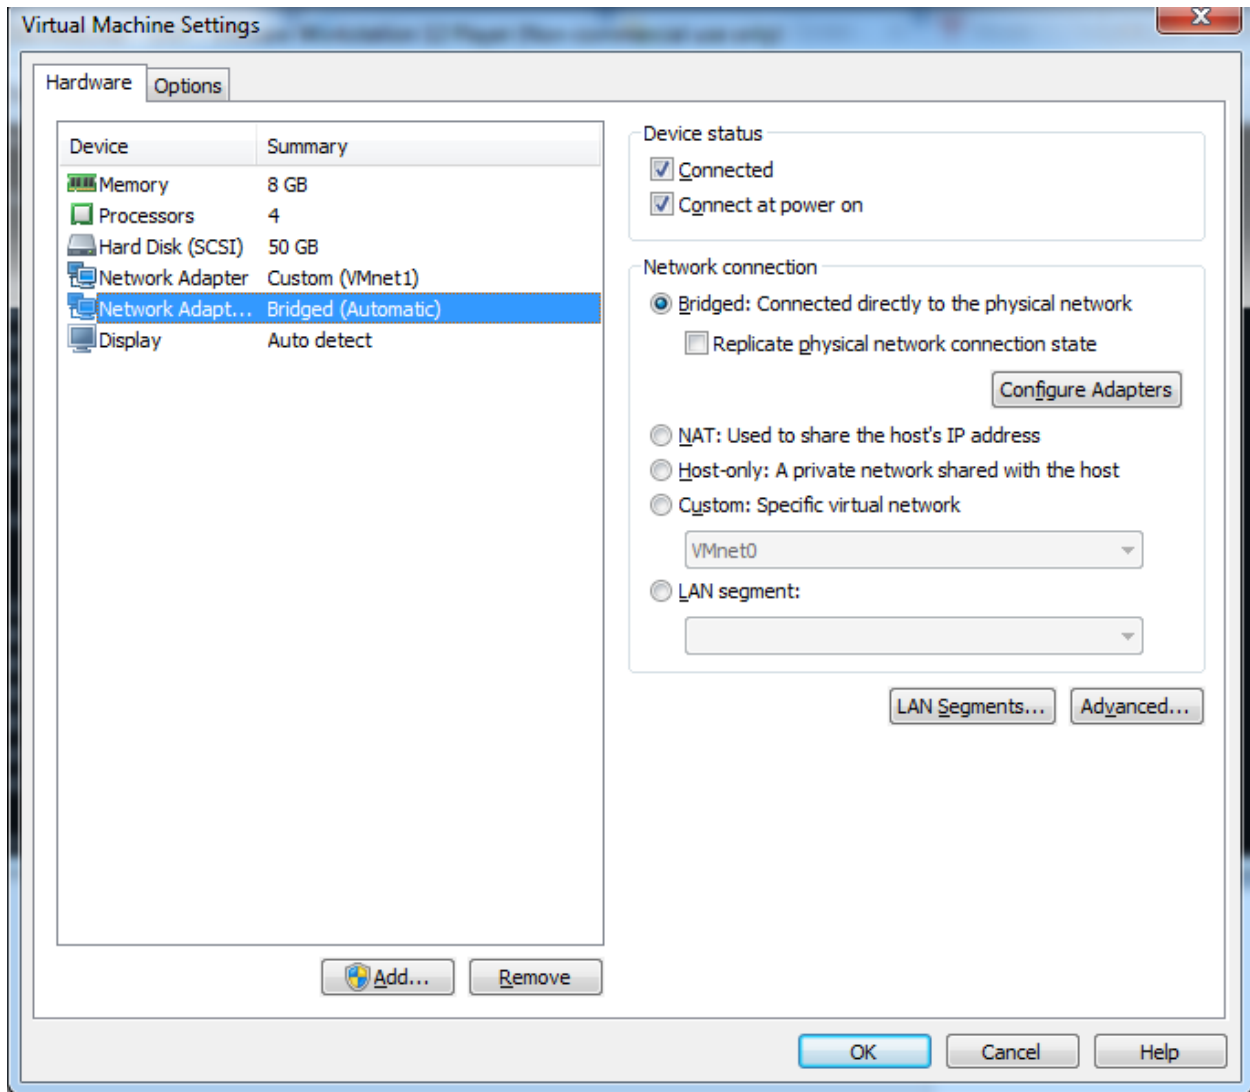 Virtual Machine Settings
Hardware
Options
Device Summary
Memory 8 GB
Processors 4
Hard Disk (SCSI) 50 GB
Network Adapter Custom (VMnet1)
Network Adapt... Bridged (Automatic)
Display Auto detect
Add...
Remove
Device status
Connected
Connect at power on
Network connection
Bridged: Connected directly to the physical network
Replicate physical network connection state
Configure Adapters
NAT: Used to share the host's IP address
Host-only: A private network shared with the host
Custom: Specific virtual network
VMnet0
LAN segment:
LAN Segments...
Advanced...
OK
Cancel
Help